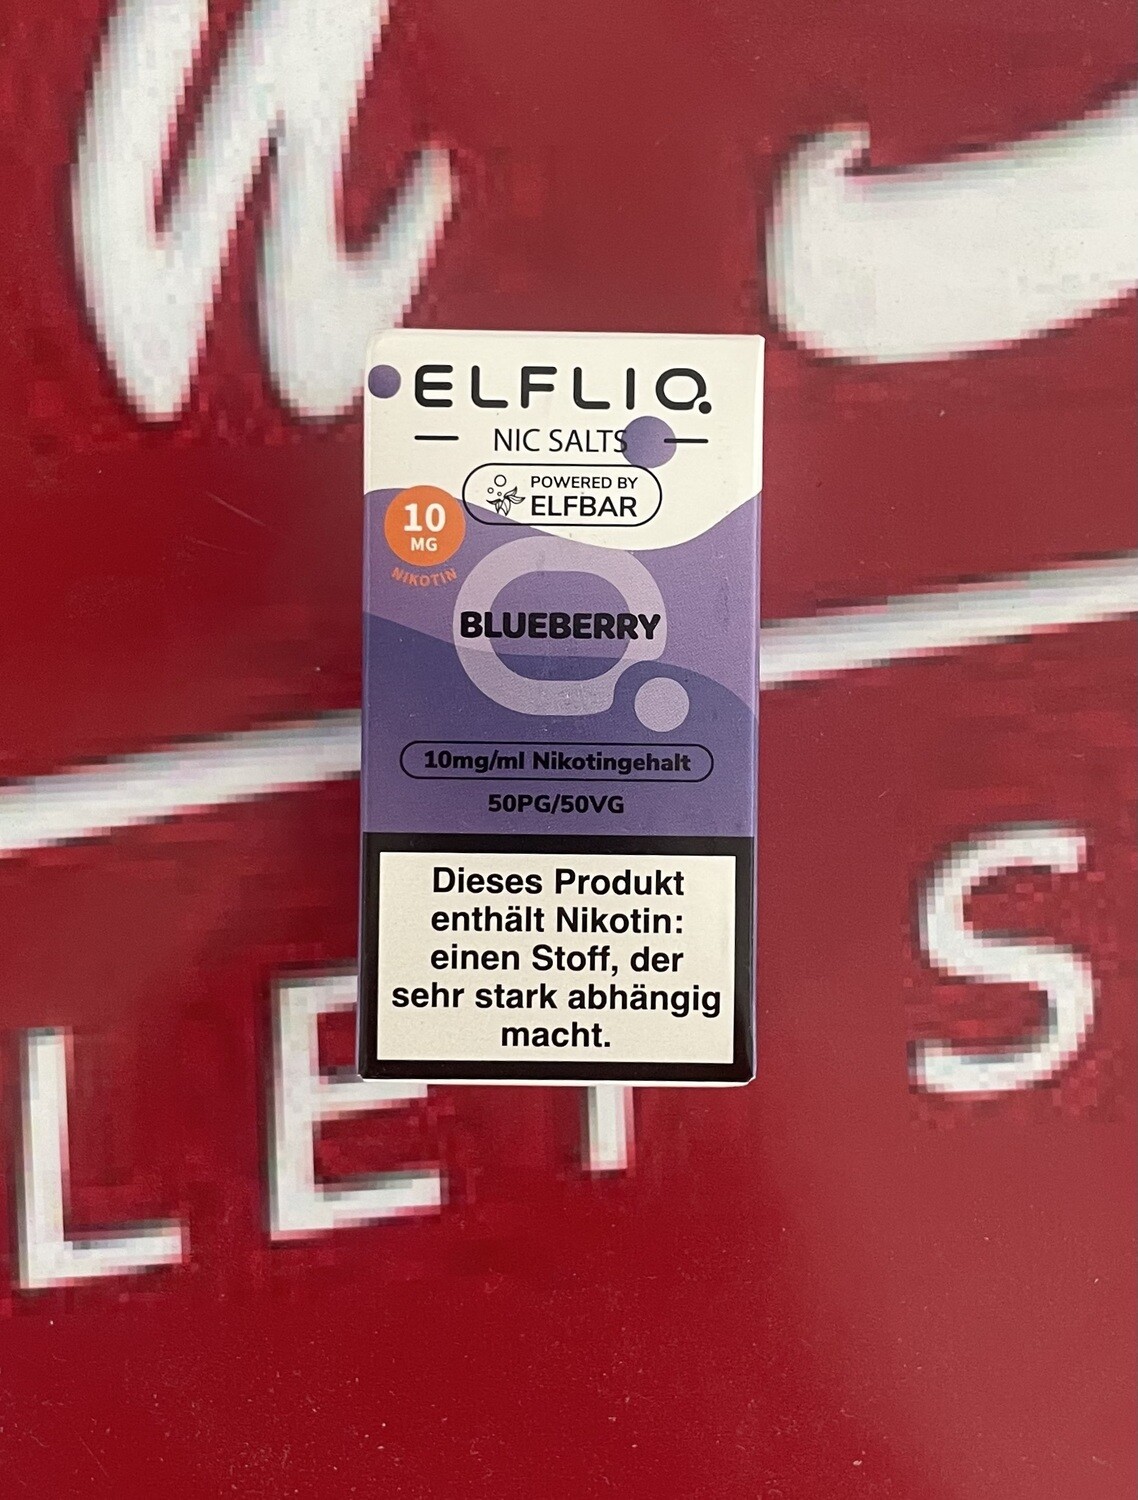 ELFLIQ
NIC SALTS
POWERED BY
ELFBAR
10
MG
NIKOTIN
BLUEBERRY
10mg/ml Nikotingehalt
50PG/50VG
Dieses Produkt
enthält Nikotin:
einen Stoff, der
sehr stark abhängig
macht.
LET S